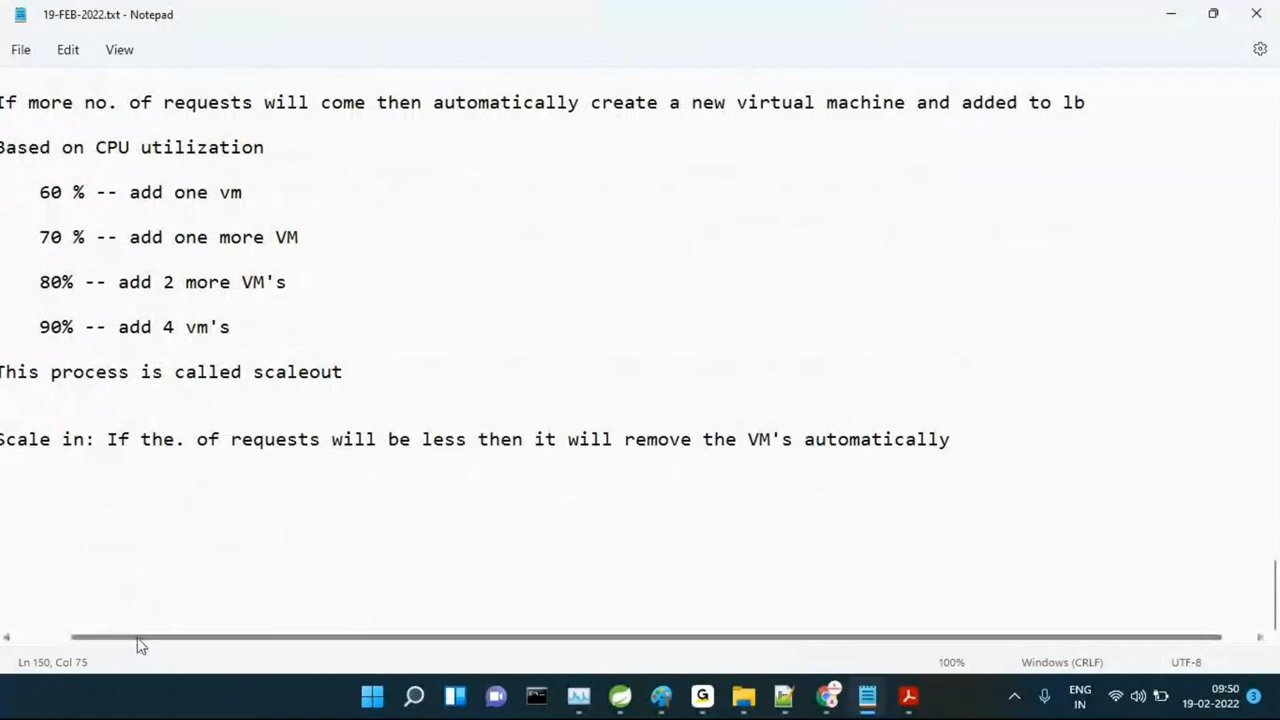 19-FEB-2022.txt - Notepad
File Edit View
If more no. of requests will come then automatically create a new virtual machine and added to lb
Based on CPU utilization
60 % -- add one vm
70 % -- add one more VM
80% -- add 2 more VM's
90% -- add 4 vm's
This process is called scaleout
Scale in: If the. of requests will be less then it will remove the VM's automatically
Ln 150, Col 75 100% Windows (CRLF) UTF-8
G
ENG
IN
09:50
19-02-2022
3